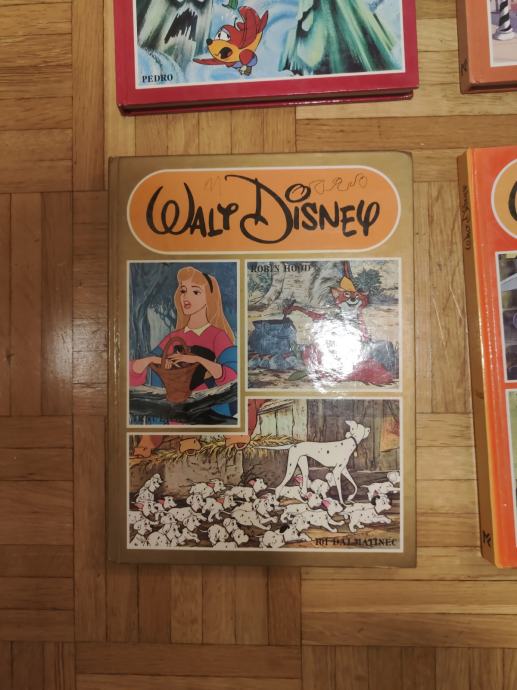 PEDRO
WALT DISNEY
ROBIN HOOD
101 DALMATINEC